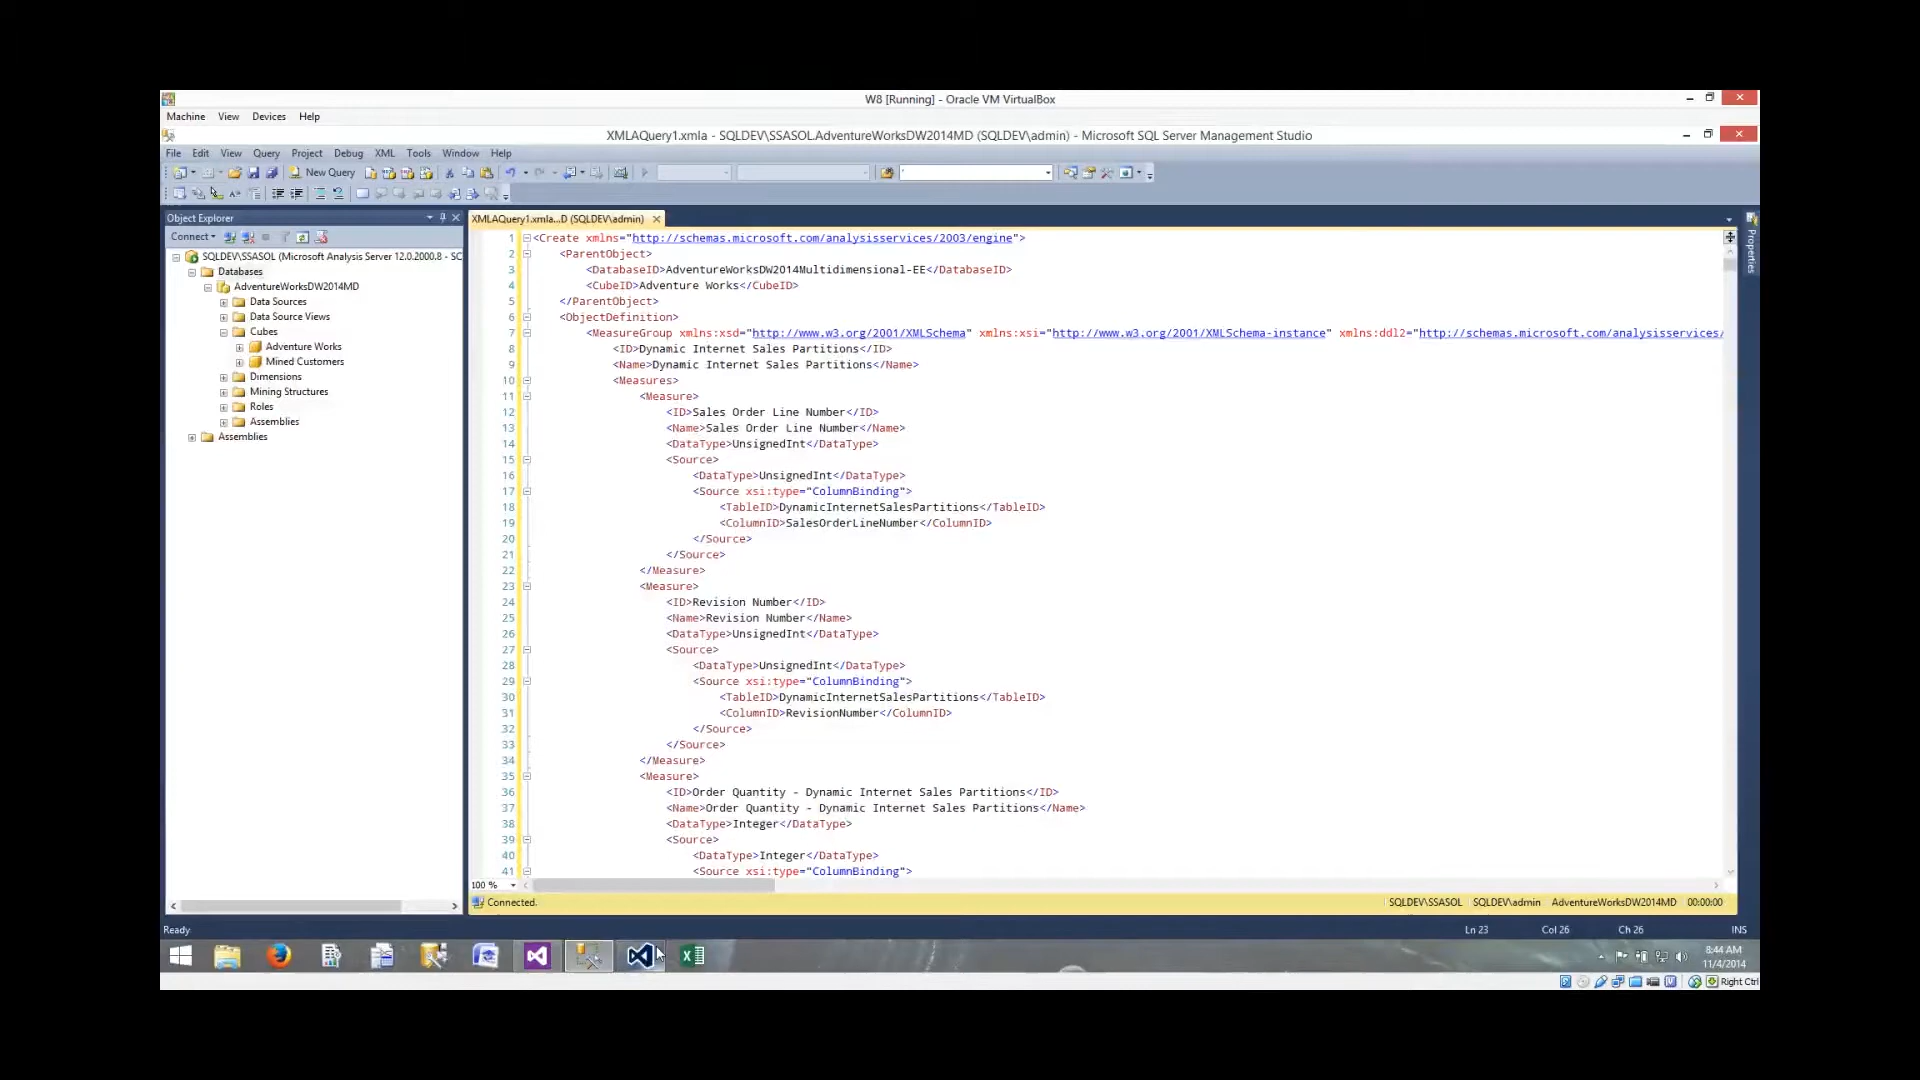 W8 [Running] - Oracle VM VirtualBox
Machine View Devices Help
XMLAQuery1.xmla - SQLDEV\SSASOL.AdventureWorksDW2014MD (SQLDEV\admin) - Microsoft SQL Server Management Studio
File Edit View Query Project Debug XML Tools Window Help
New Query
Object Explorer
Connect
SQLDEV\SSASOL (Microsoft Analysis Server 12.0.2000.8 - SC
Databases
AdventureWorksDW2014MD
Data Sources
Data Source Views
Cubes
Adventure Works
Mined Customers
Dimensions
Mining Structures
Roles
Assemblies
Assemblies
XMLAQuery1.xmla...D (SQLDEV\admin)
Properties
1 <Create xmlns="http://schemas.microsoft.com/analysisservices/2003/engine">
2 <ParentObject>
3 <DatabaseID>AdventureWorksDW2014Multidimensional-EE</DatabaseID>
4 <CubeID>Adventure Works</CubeID>
5 </ParentObject>
6 <ObjectDefinition>
7 <MeasureGroup xmlns:xsd="http://www.w3.org/2001/XMLSchema" xmlns:xsi="http://www.w3.org/2001/XMLSchema-instance" xmlns:ddl2="http://schemas.microsoft.com/analysisservices/
8 <ID>Dynamic Internet Sales Partitions</ID>
9 <Name>Dynamic Internet Sales Partitions</Name>
10 <Measures>
11 <Measure>
12 <ID>Sales Order Line Number</ID>
13 <Name>Sales Order Line Number</Name>
14 <DataType>UnsignedInt</DataType>
15 <Source>
16 <DataType>UnsignedInt</DataType>
17 <Source xsi:type="ColumnBinding">
18 <TableID>DynamicInternetSalesPartitions</TableID>
19 <ColumnID>SalesOrderLineNumber</ColumnID>
20 </Source>
21 </Source>
22 </Measure>
23 <Measure>
24 <ID>Revision Number</ID>
25 <Name>Revision Number</Name>
26 <DataType>UnsignedInt</DataType>
27 <Source>
28 <DataType>UnsignedInt</DataType>
29 <Source xsi:type="ColumnBinding">
30 <TableID>DynamicInternetSalesPartitions</TableID>
31 <ColumnID>RevisionNumber</ColumnID>
32 </Source>
33 </Source>
34 </Measure>
35 <Measure>
36 <ID>Order Quantity - Dynamic Internet Sales Partitions</ID>
37 <Name>Order Quantity - Dynamic Internet Sales Partitions</Name>
38 <DataType>Integer</DataType>
39 <Source>
40 <DataType>Integer</DataType>
41 <Source xsi:type="ColumnBinding">
100 %
Connected. SQLDEV\SSASOL SQLDEV\admin AdventureWorksDW2014MD 00:00:00
Ready Ln 23 Col 26 Ch 26 INS
8:44 AM
11/4/2014
Right Ctrl